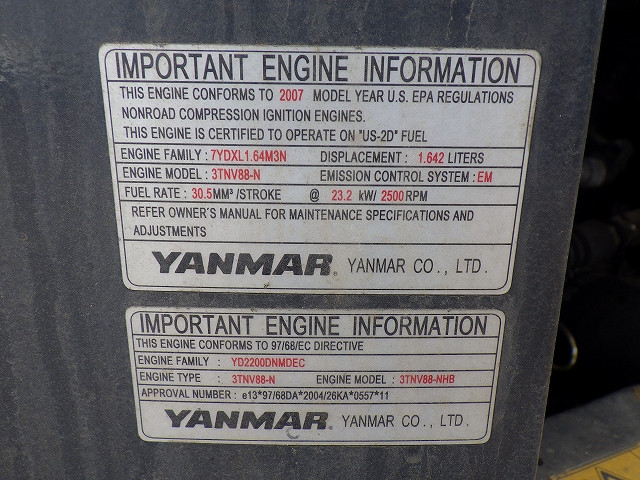 IMPORTANT ENGINE INFORMATION
THIS ENGINE CONFORMS TO 2007 MODEL YEAR U.S. EPA REGULATIONS
NONROAD COMPRESSION IGNITION ENGINES.
THIS ENGINE IS CERTIFIED TO OPERATE ON "US-2D" FUEL
ENGINE FAMILY : 7YDXL1.64M3N DISPLACEMENT : 1.642 LITERS
ENGINE MODEL : 3TNV88-N EMISSION CONTROL SYSTEM : EM
FUEL RATE : 30.5MM³ /STROKE @ 23.2 kW/ 2500RPM
REFER OWNER'S MANUAL FOR MAINTENANCE SPECIFICATIONS AND
ADJUSTMENTS
YANMAR. YANMAR CO., LTD.
IMPORTANT ENGINE INFORMATION
THIS ENGINE CONFORMS TO 97/68/EC DIRECTIVE
ENGINE FAMILY : YD2200DNMDEC
ENGINE TYPE : 3TNV88-N ENGINE MODEL : 3TNV88-NHB
APPROVAL NUMBER : e13*97/68DA*2004/26KA*0557*11
YANMAR. YANMAR CO., LTD.